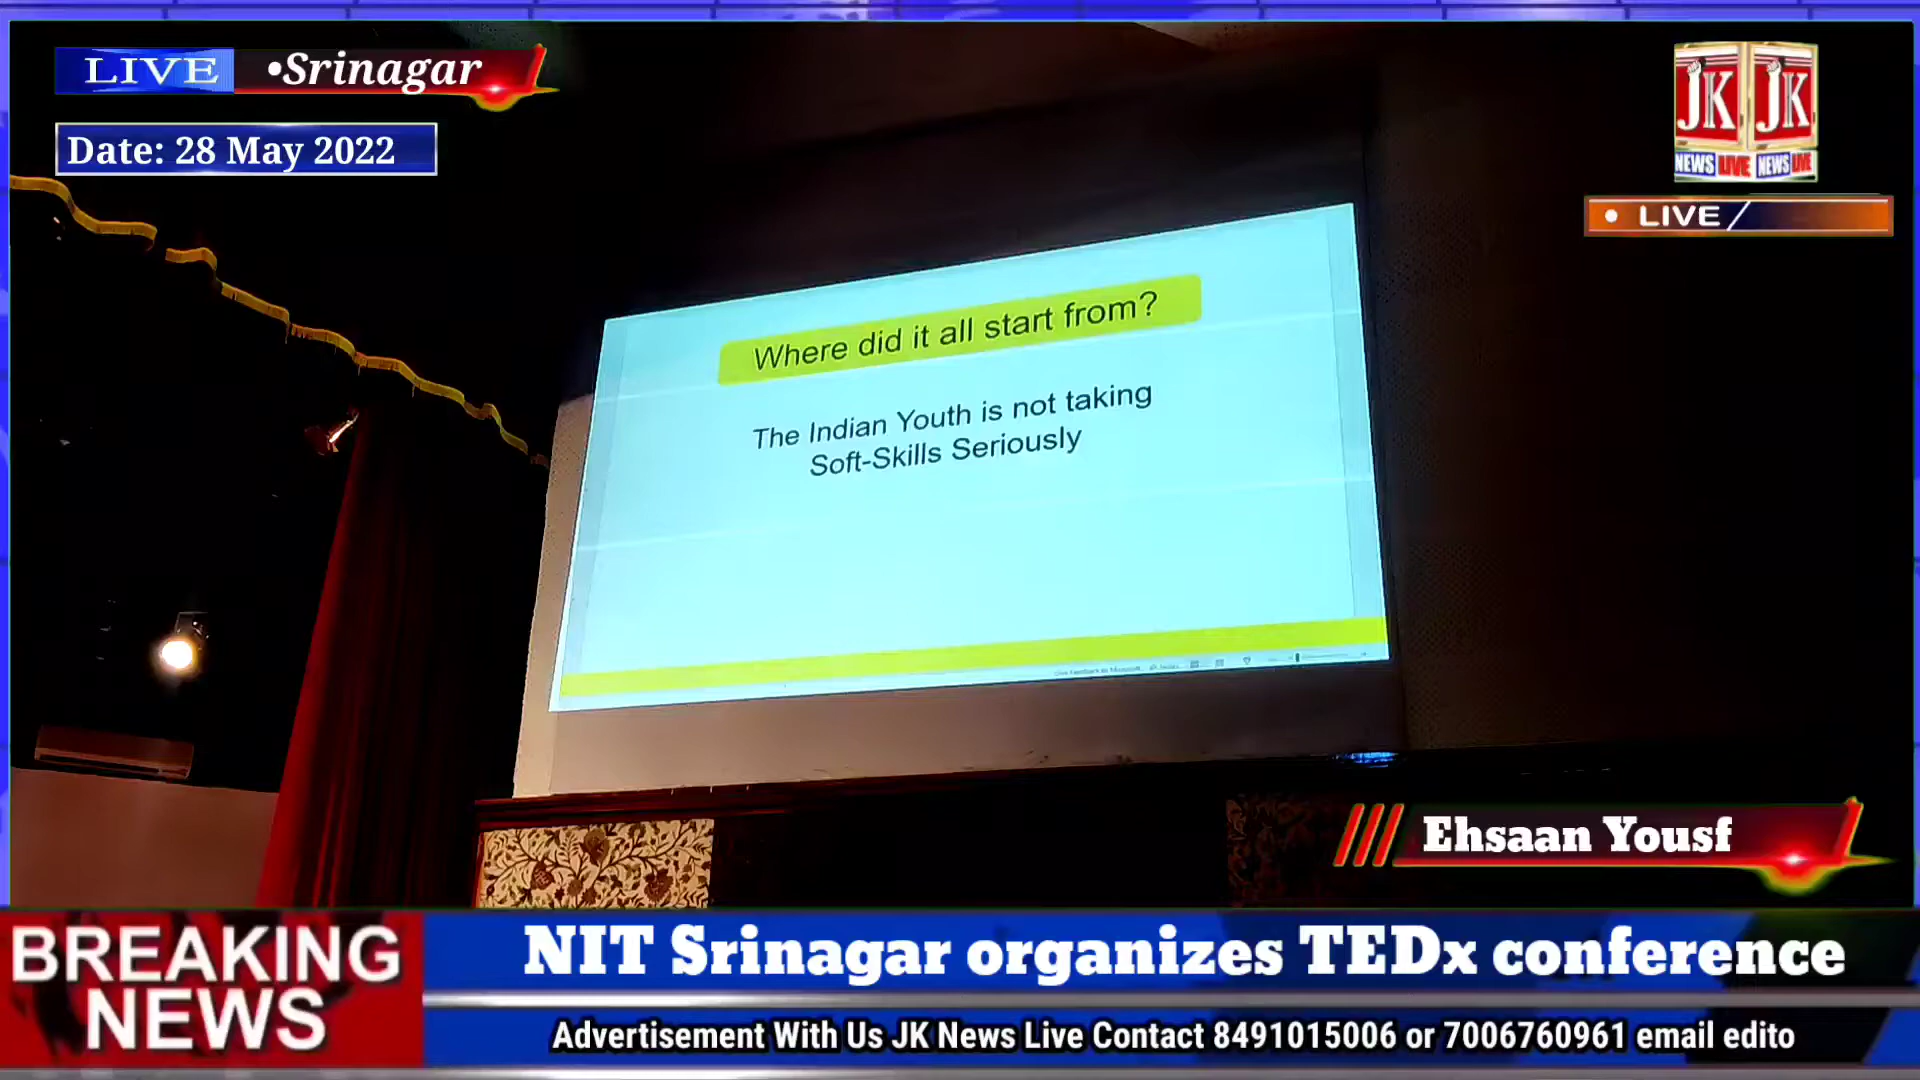 LIVE
•Srinagar
Date: 28 May 2022
JK JK
NEWS LIVE NEWS LIVE
LIVE
Where did it all start from?
The Indian Youth is not taking
Soft-Skills Seriously
Ehsaan Yousf
BREAKING
NEWS
NIT Srinagar organizes TEDx conference
Advertisement With Us JK News Live Contact 8491015006 or 7006760961 email edito